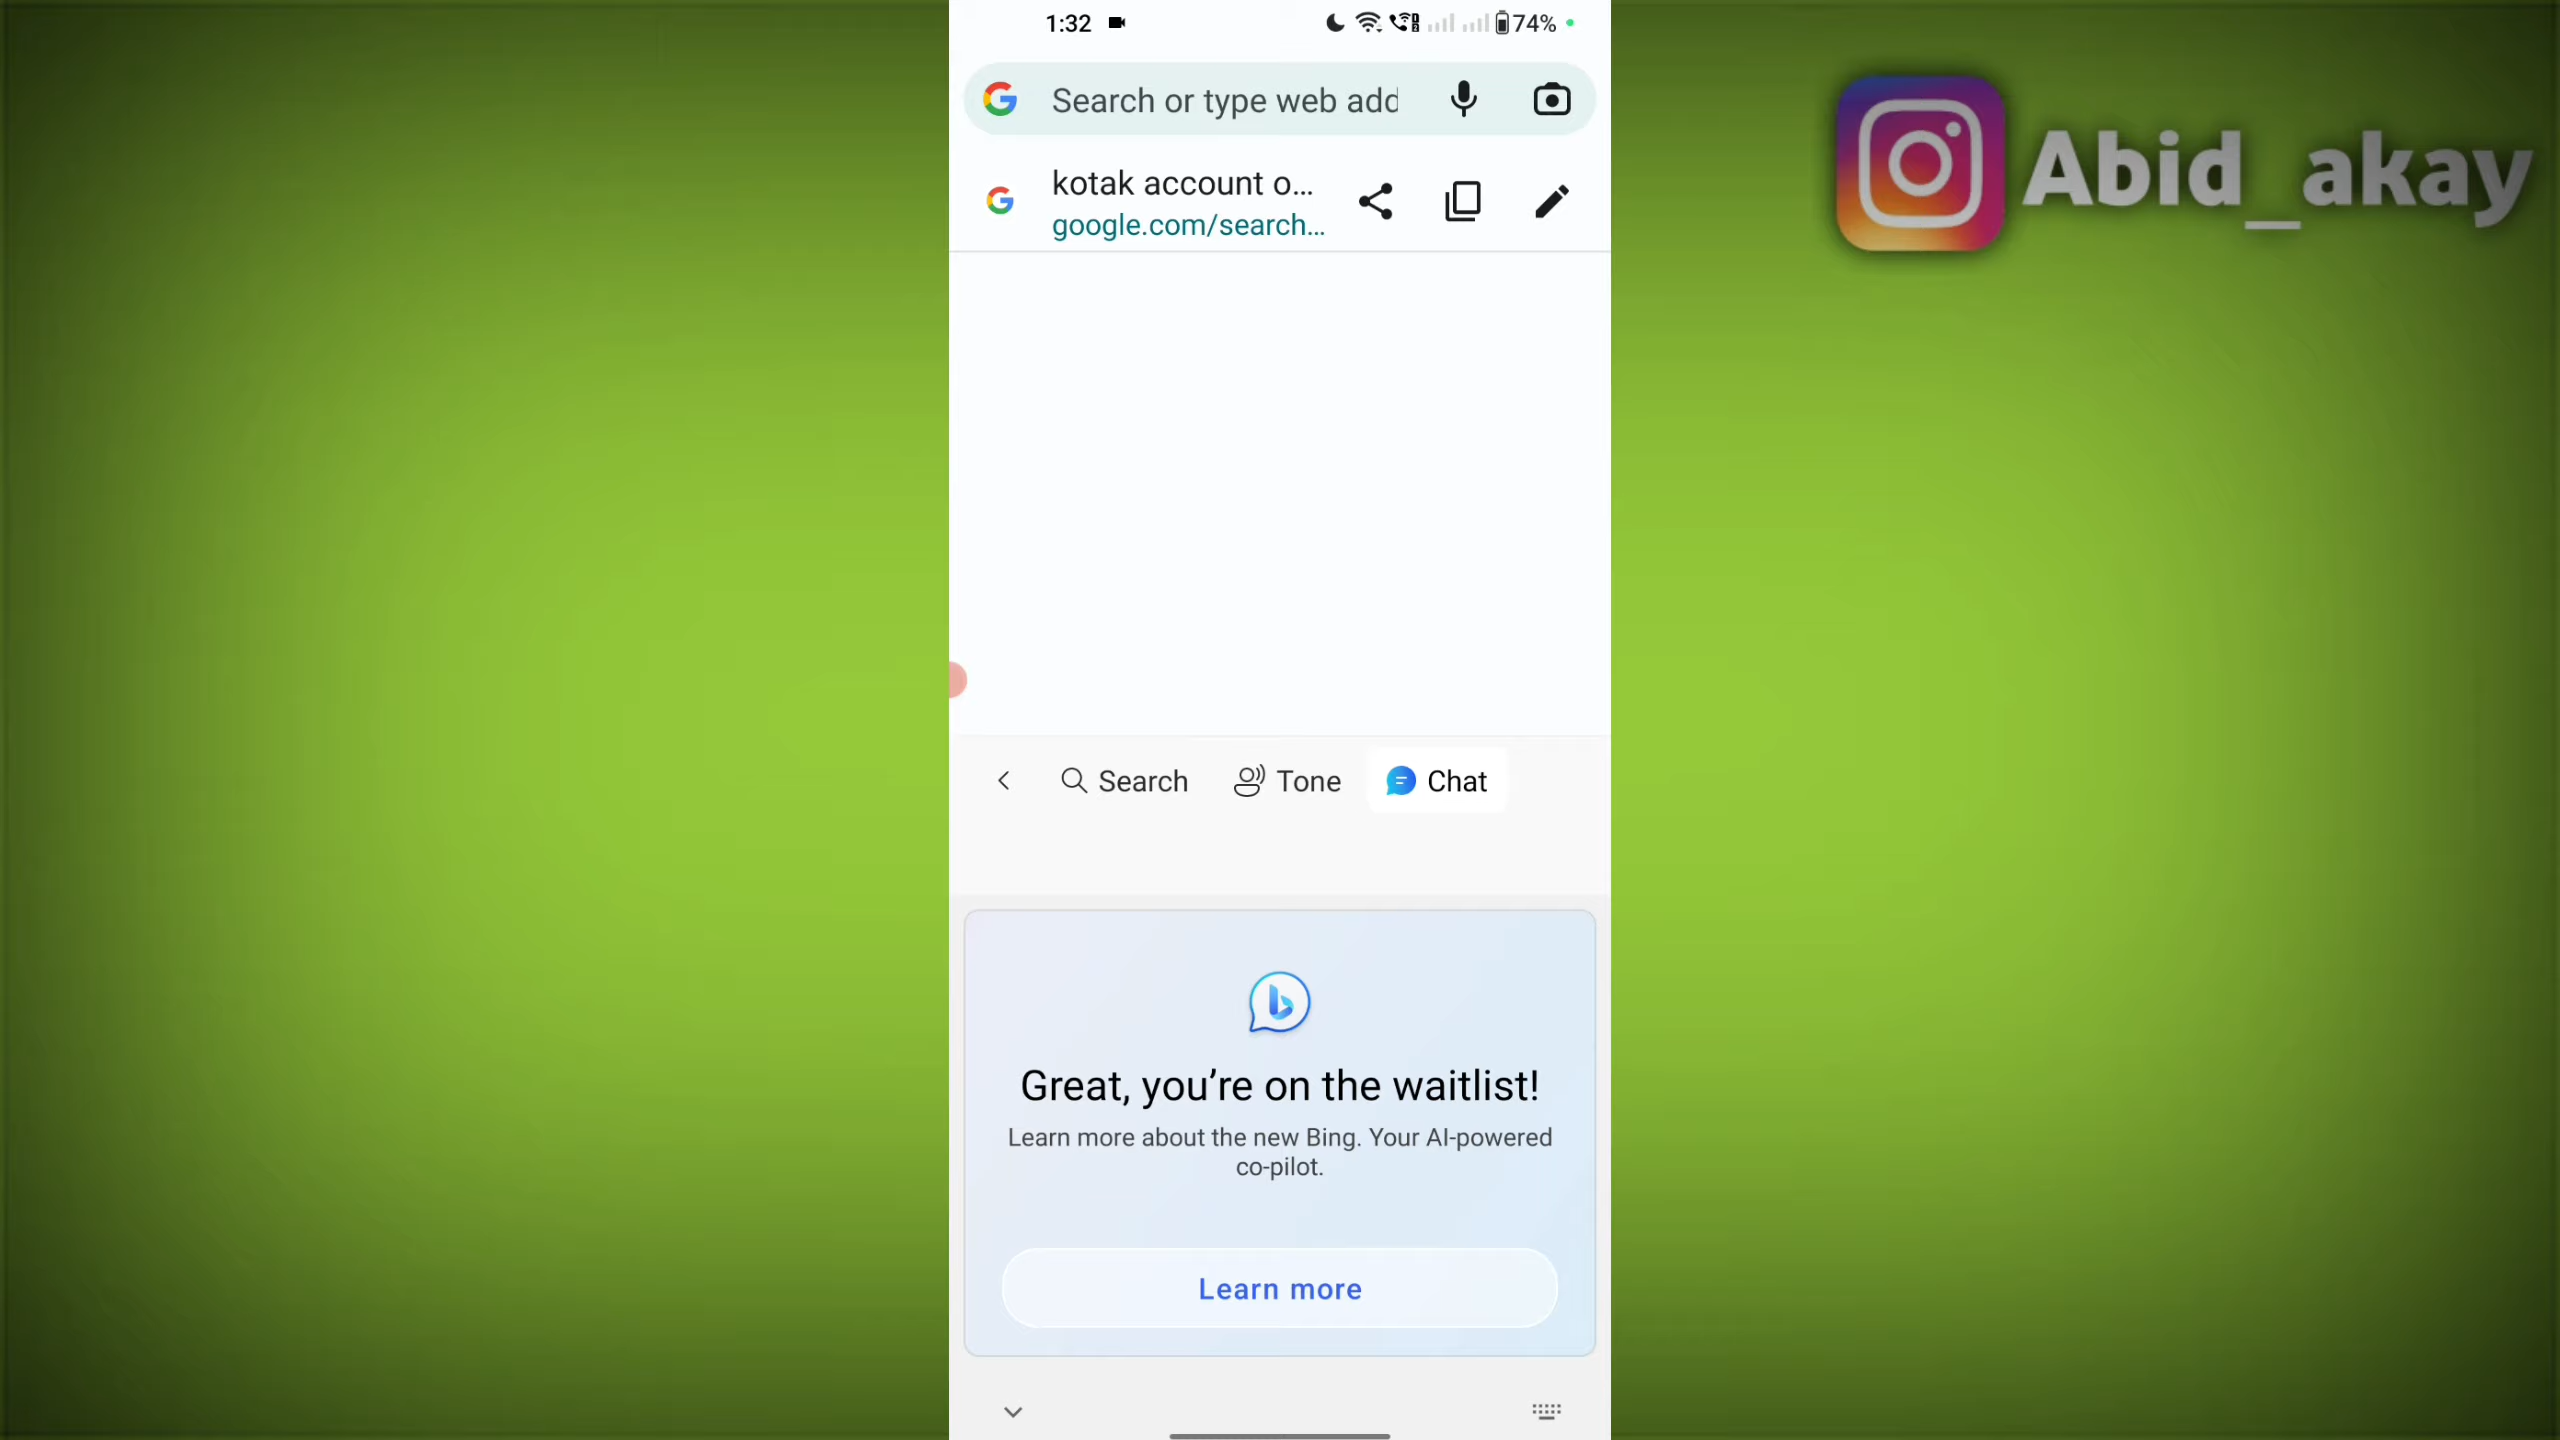 1:32
74%
Search or type web add
kotak account o...
google.com/search...
Abid_akay
Search
Tone
Chat
Great, you're on the waitlist!
Learn more about the new Bing. Your AI-powered
co-pilot.
Learn more